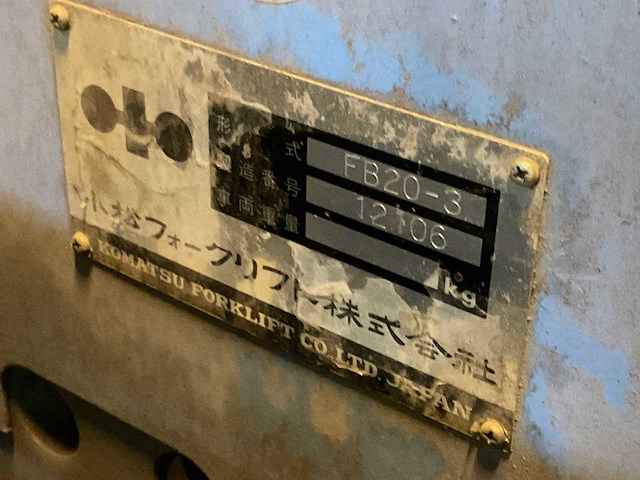 形式 FB20-3
製造番号 12106
車両重量 kg
小松フォークリフト株式会社
KOMATSU FORKLIFT CO.LTD.JAPAN